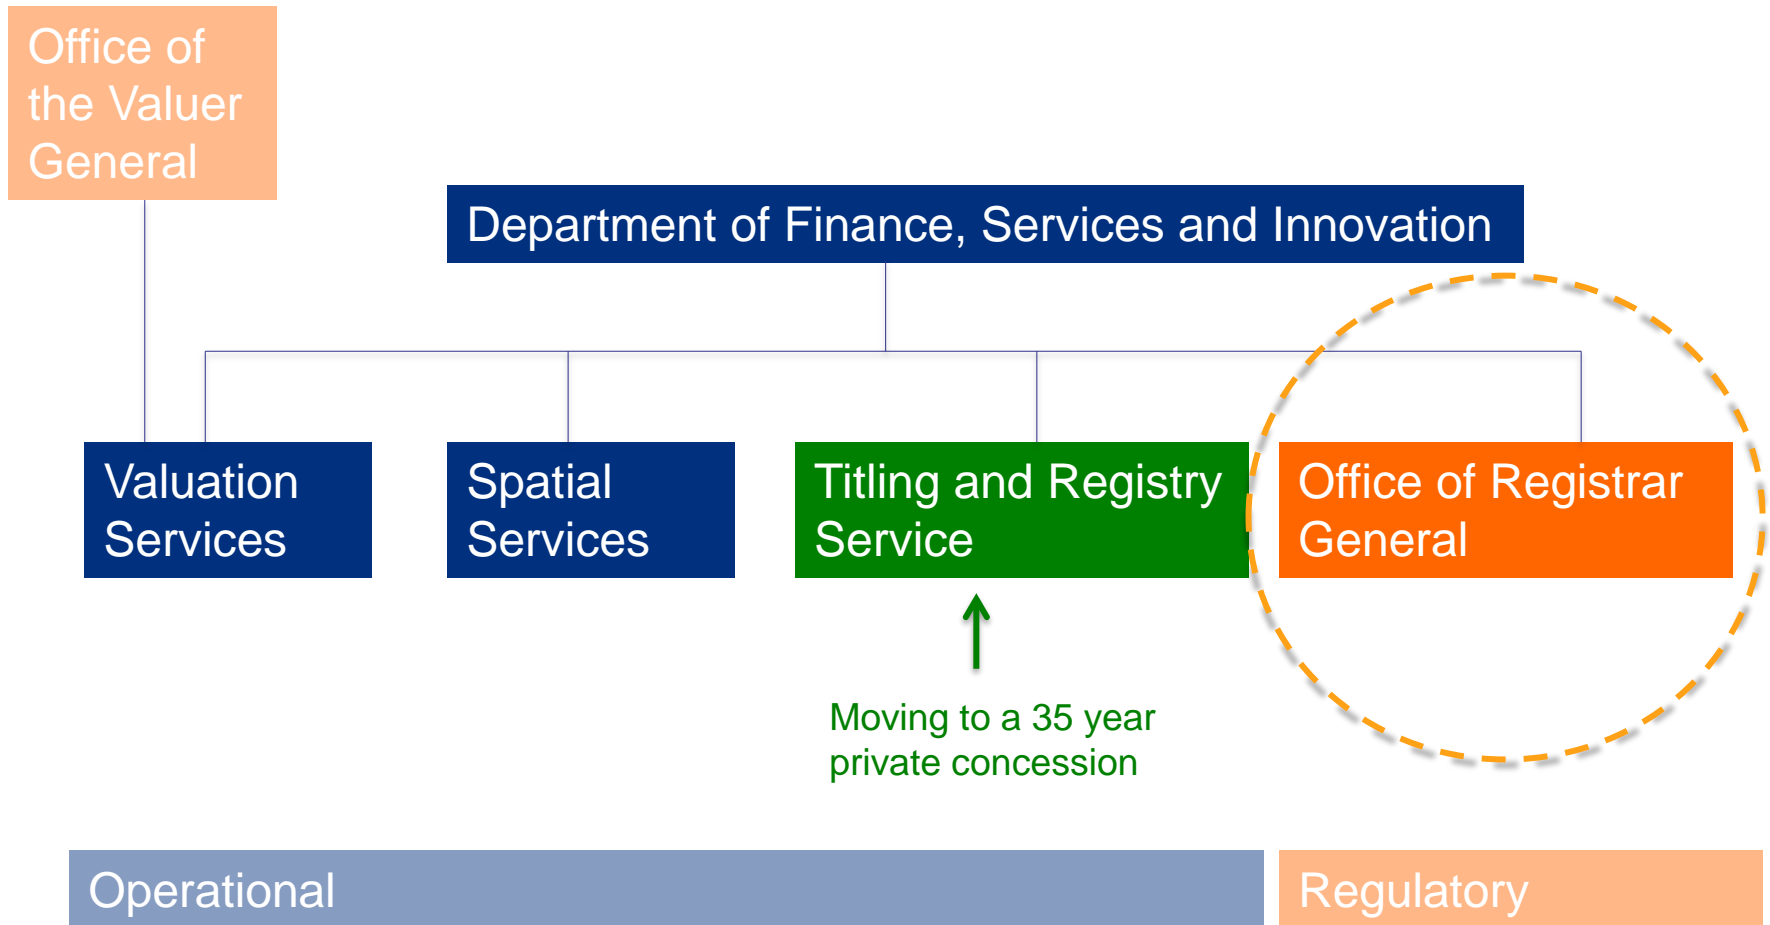 Office of
the Valuer
General
Department of Finance, Services and Innovation
Valuation
Services
Spatial
Services
Titling and Registry
Service
Office of Registrar
General
Moving to a 35 year
private concession
Operational
Regulatory